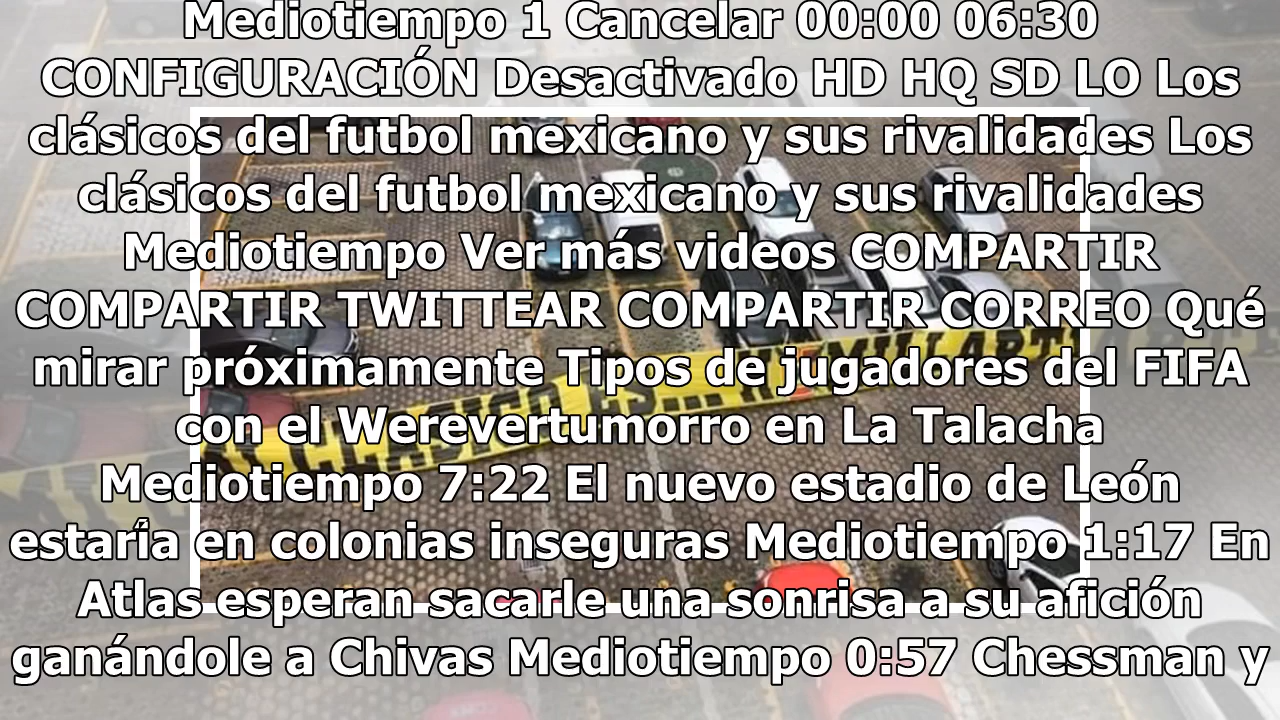 Mediotiempo 1 Cancelar 00:00 06:30
CONFIGURACIÓN Desactivado HD HQ SD LO Los
clásicos del futbol mexicano y sus rivalidades Los
clásicos del futbol mexicano y sus rivalidades
Mediotiempo Ver más videos COMPARTIR
COMPARTIR TWITTEAR COMPARTIR CORREO Qué
mirar próximamente Tipos de jugadores del FIFA
con el Werevertumorro en La Talacha
Mediotiempo 7:22 El nuevo estadio de León
estaría en colonias inseguras Mediotiempo 1:17 En
Atlas esperan sacarle una sonrisa a su afición
ganándole a Chivas Mediotiempo 0:57 Chessman y